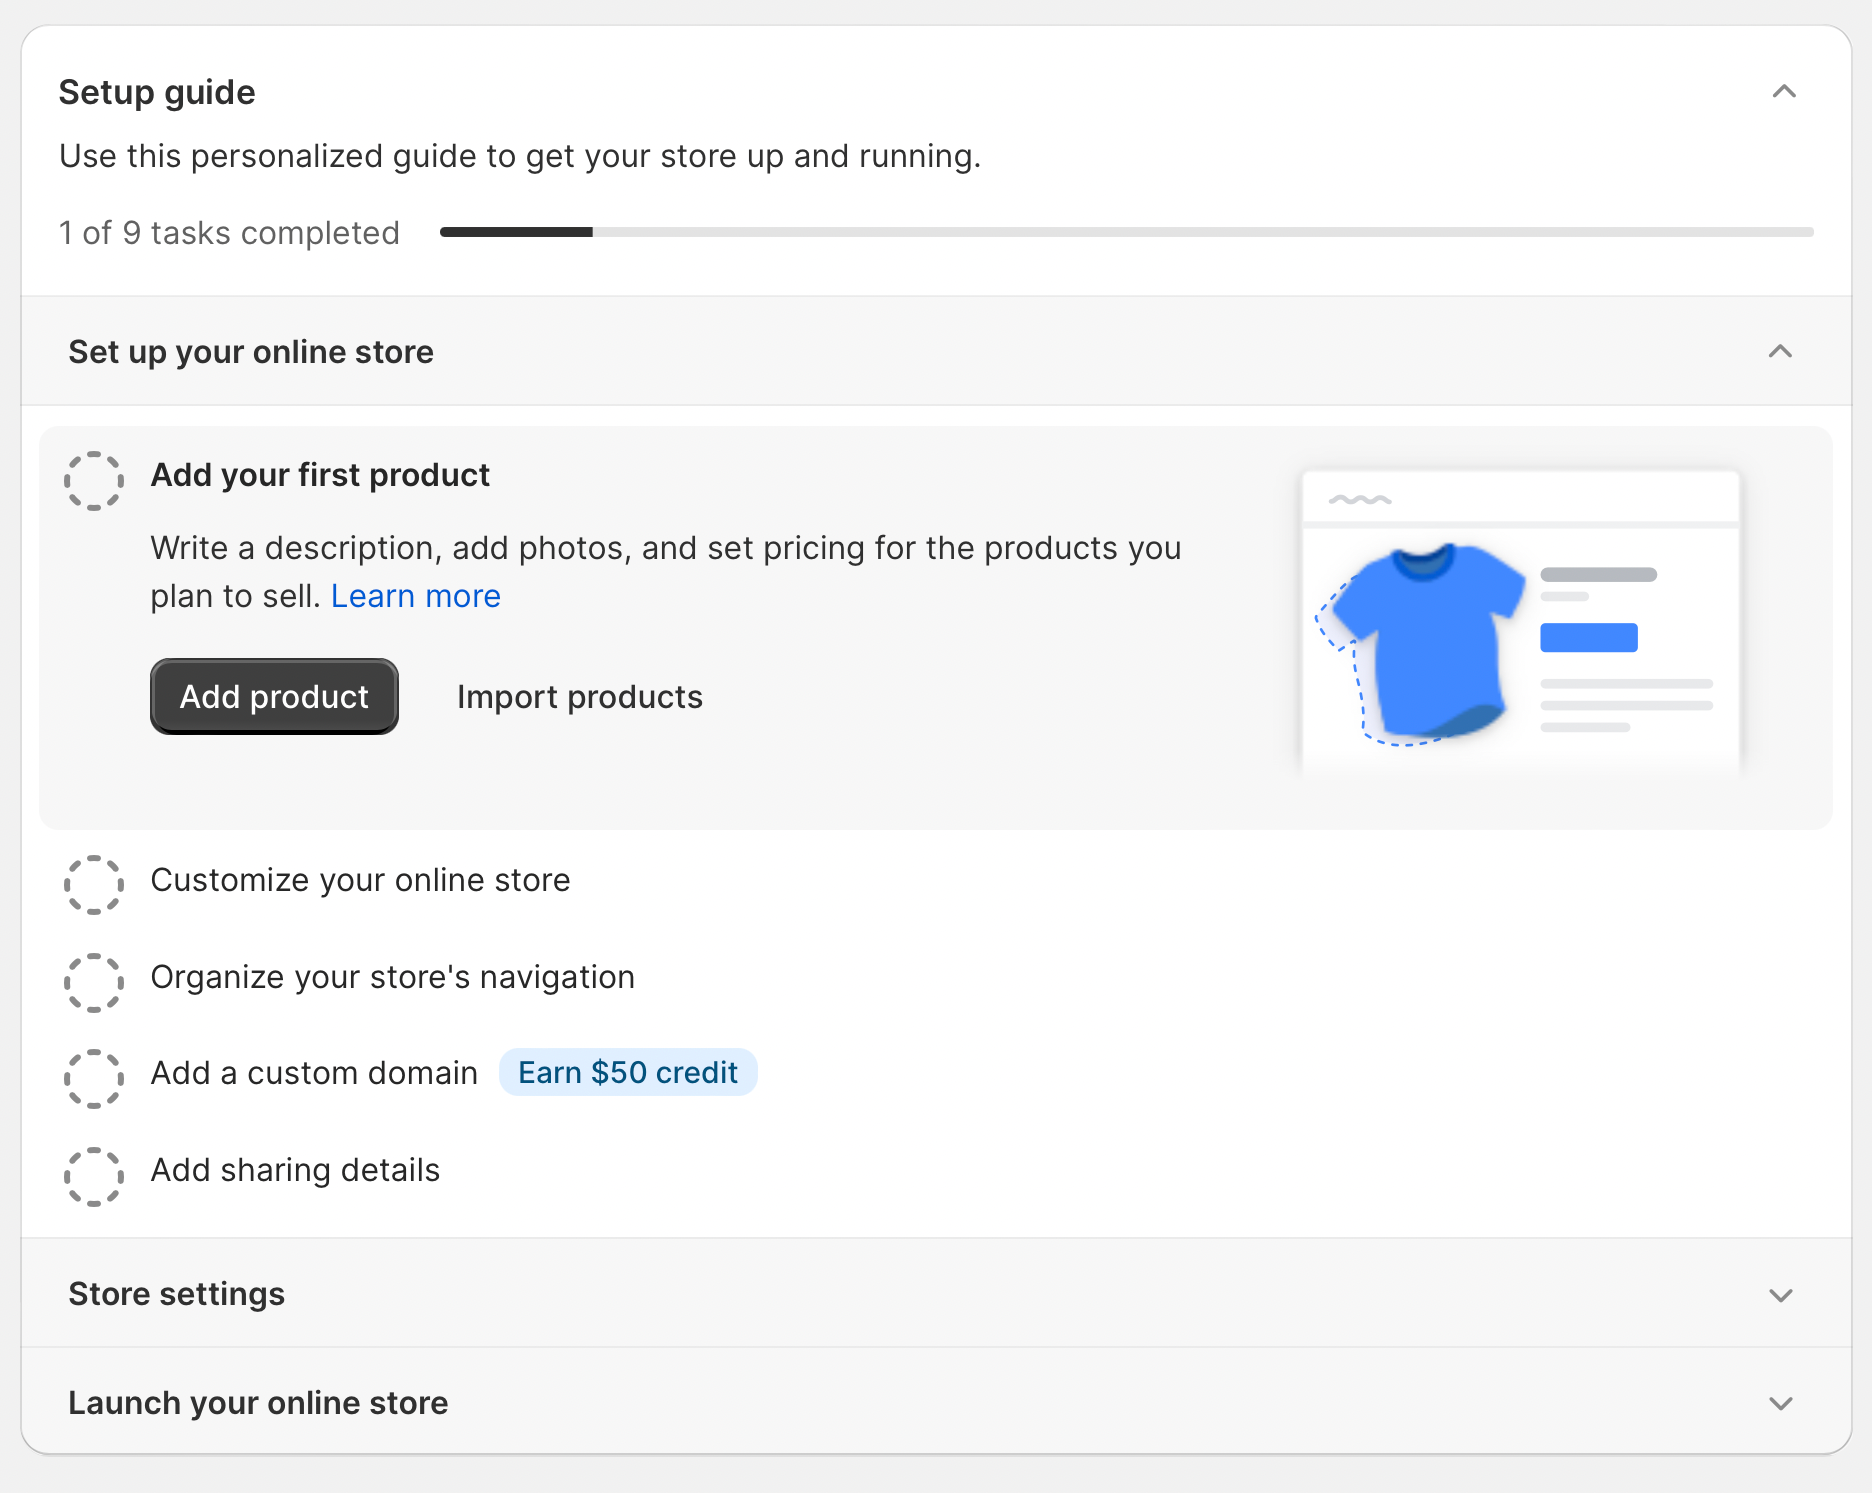 Setup guide
Use this personalized guide to get your store up and running.
1 of 9 tasks completed
Set up your online store
Add your first product
Write a description, add photos, and set pricing for the products you
plan to sell. Learn more
Add product
Import products
Customize your online store
Organize your store's navigation
Add a custom domain
Earn $50 credit
Add sharing details
Store settings
Launch your online store